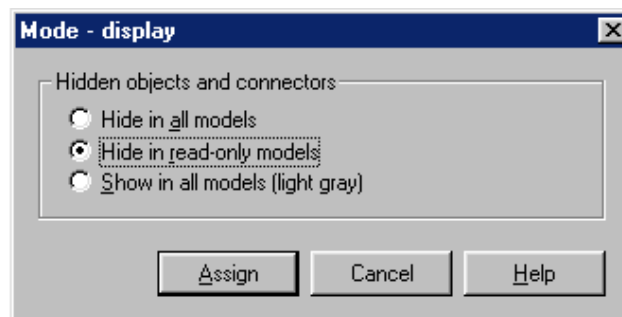 Mode - display
Hidden objects and connectors
Hide in all models
Hide in read-only models
Show in all models (light gray)
Assign Cancel Help